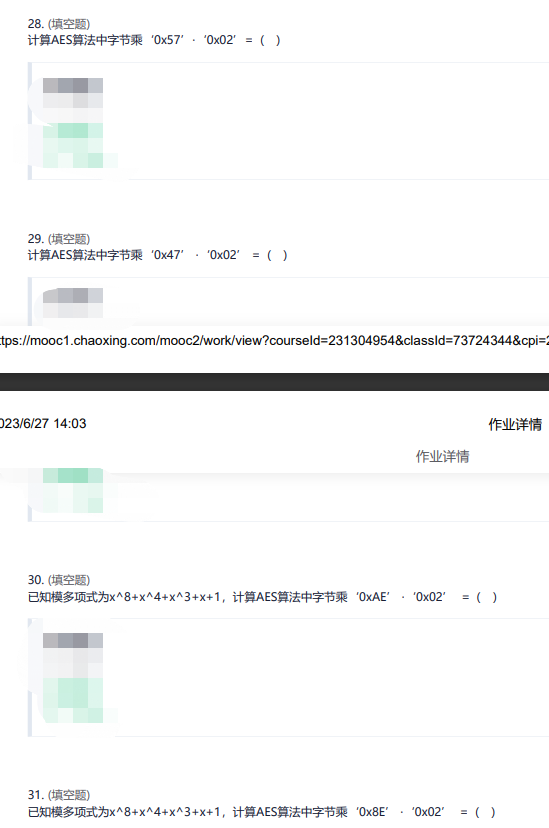 28. (填空题)
计算AES算法中字节乘‘0x57’·‘0x02’=( )
29. (填空题)
计算AES算法中字节乘‘0x47’ ·‘0x02’ =( )
ttps://mooc1.chaoxing.com/mooc2/work/view?courseId=231304954&classId=73724344&cpi=2
023/6/27 14:03
作业详情
作业详情
30. (填空题)
已知模多项式为x^8+x^4+x^3+x+1，计算AES算法中字节乘‘0xAE’ ·‘0x02’ =( )
31. (填空题)
已知模多项式为x^8+x^4+x^3+x+1，计算AES算法中字节乘‘0x8E’ ·‘0x02’ =( )